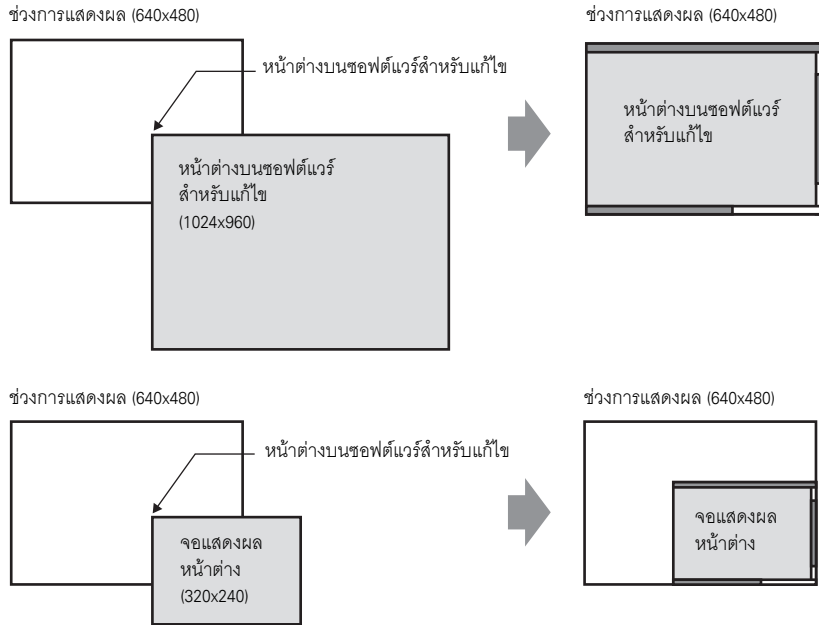 ช่วงการแสดงผล (640x480)
หน้าต่างบนซอฟต์แวร์สำหรับแก้ไข
หน้าต่างบนซอฟต์แวร์
สำหรับแก้ไข
(1024x960)
ช่วงการแสดงผล (640x480)
หน้าต่างบนซอฟต์แวร์
สำหรับแก้ไข
ช่วงการแสดงผล (640x480)
หน้าต่างบนซอฟต์แวร์สำหรับแก้ไข
จอแสดงผล
หน้าต่าง
(320x240)
ช่วงการแสดงผล (640x480)
จอแสดงผล
หน้าต่าง